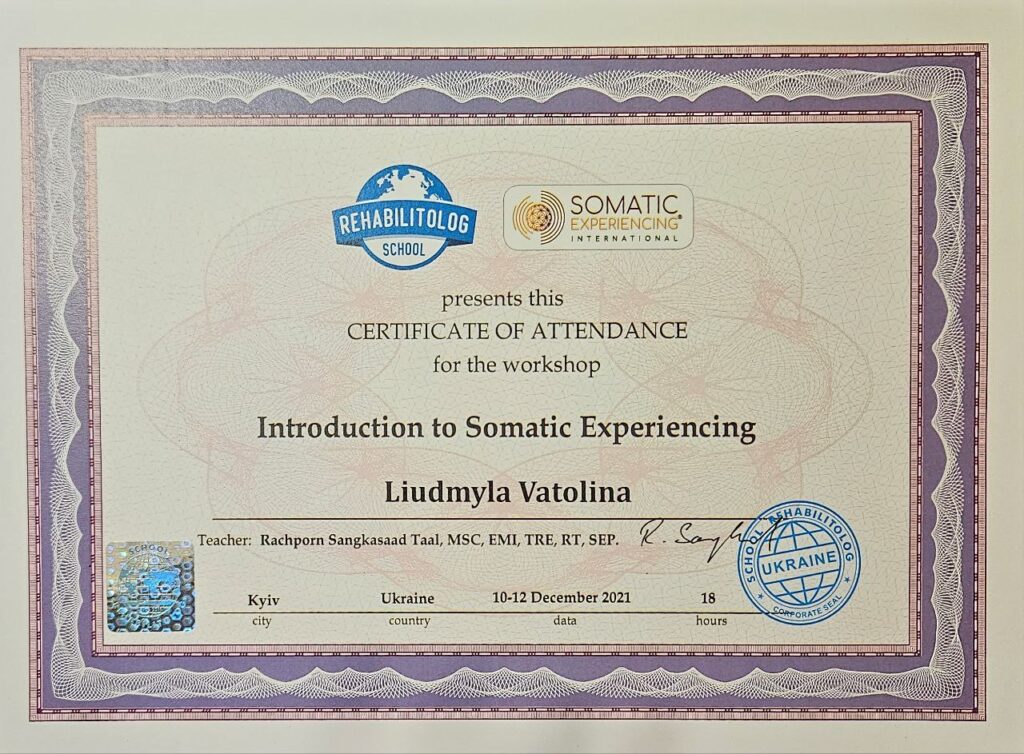 REHABILITOLOG
SCHOOL
SOMATIC
EXPERIENCING®
INTERNATIONAL
presents this
CERTIFICATE OF ATTENDANCE
for the workshop
Introduction to Somatic Experiencing
Liudmyla Vatolina
Teacher: Rachporn Sangkasaad Taal, MSC, EMI, TRE, RT, SEP.
SCHOOL REHABILITOLOG
UKRAINE
CORPORATE SEAL
SCHOOL
Kyiv Ukraine 10-12 December 2021 18
city country data hours